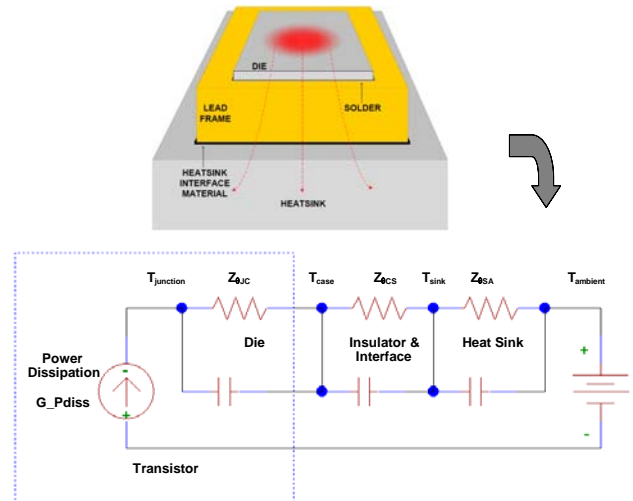 DIE
SOLDER
LEAD
FRAME
HEATSINK
INTERFACE
MATERIAL
HEATSINK
Tjunction
ZθJC
Tcase
ZθCS
Tsink
ZθSA
Tambient
Die
Insulator &
Interface
Heat Sink
Power
Dissipation
G_Pdiss
-
+
+
-
Transistor